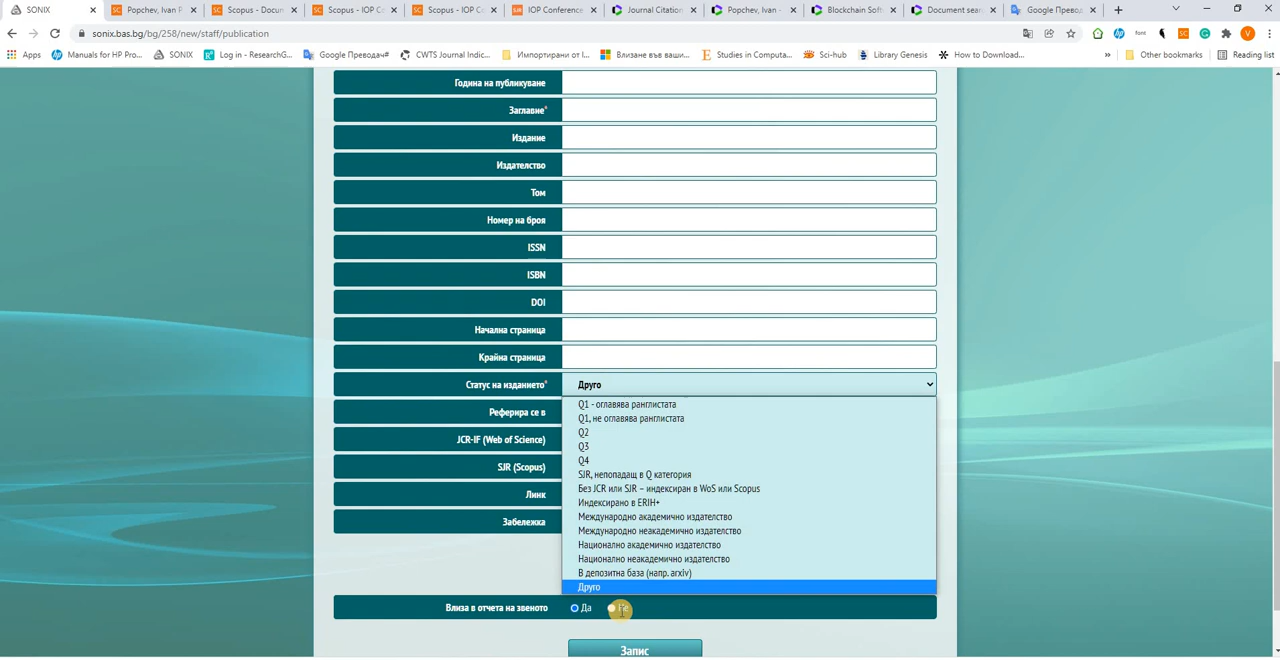 SONIX
Popchev, Ivan P
Scopus - Docum
Scopus - IOP Co
Scopus - IOP Co
IOP Conference
Journal Citation
Popchev, Ivan -
Blockchain Soft
Document sear
Google Превод
sonix.bas.bg/bg/258/new/staff/publication
Apps
Manuals for HP Pro...
SONIX
Log in - ResearchG...
Google Преводач#
CWTS Journal Indic...
Импортирани от I...
Влизане във ваши...
Studies in Computa...
Sci-hub
Library Genesis
How to Download...
»
Other bookmarks
Reading list
Година на публикуване
Заглавие*
Издание
Издателство
Том
Номер на броя
ISSN
ISBN
DOI
Начална страница
Крайна страница
Статус на изданието* Друго
Реферира се в
JCR-IF (Web of Science)
SJR (Scopus)
Линк
Забележка
Q1 - оглавява ранглистата
Q1, не оглавява ранглистата
Q2
Q3
Q4
SJR, непопадащ в Q категория
Без JCR или SJR – индексиран в WoS или Scopus
Индексирано в ERIH+
Международно академично издателство
Международно неакадемично издателство
Национално академично издателство
Национално неакадемично издателство
В депозитна база (напр. arxiv)
Друго
Влиза в отчета на звеното Да Не
Запис